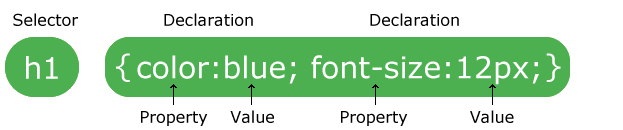 Selector Declaration Declaration
h1 {color:blue; font-size:12px;}
Property Value Property Value